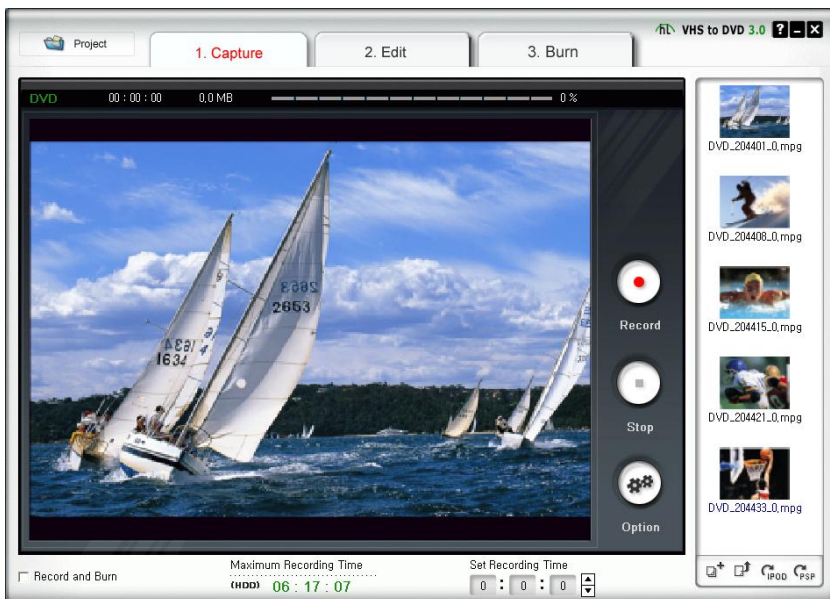 Project
1. Capture
2. Edit
3. Burn
VHS to DVD 3.0
DVD 00 : 00 : 00 0,0 MB 0 %
2653
2653
1634
1634
Record
Stop
Option
DVD_204401_0,mpg
DVD_204408_0,mpg
DVD_204415_0,mpg
DVD_204421_0,mpg
DVD_204433_0,mpg
Record and Burn
Maximum Recording Time
(HDD) 06 : 17 : 07
Set Recording Time
0 : 0 : 0
IPOD
PSP